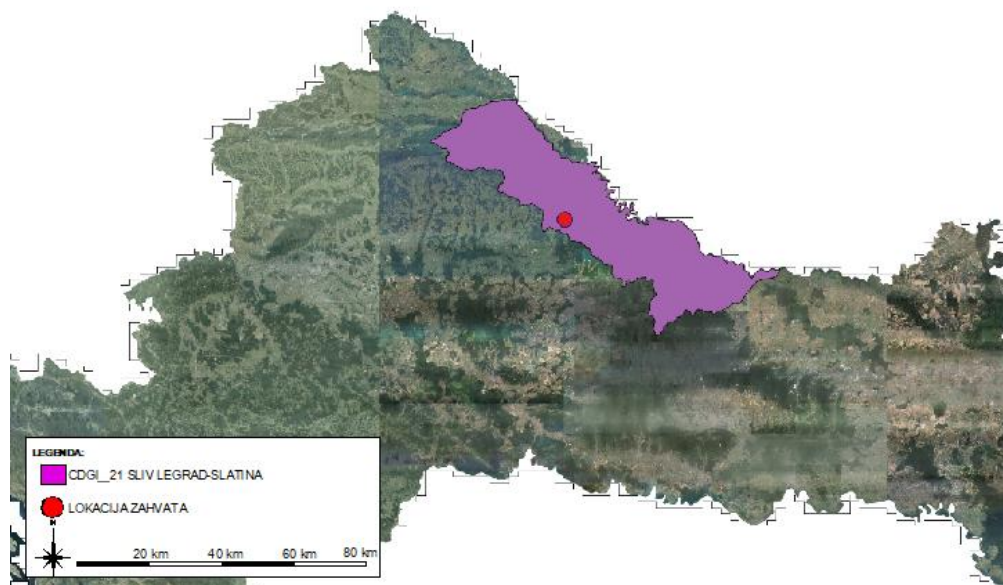 LEGENDA:
CDGI_21 SLIV LEGRAD-SLATINA
LOKACIJA ZAHVATA
N
20 km 40 km 60 km 80 km